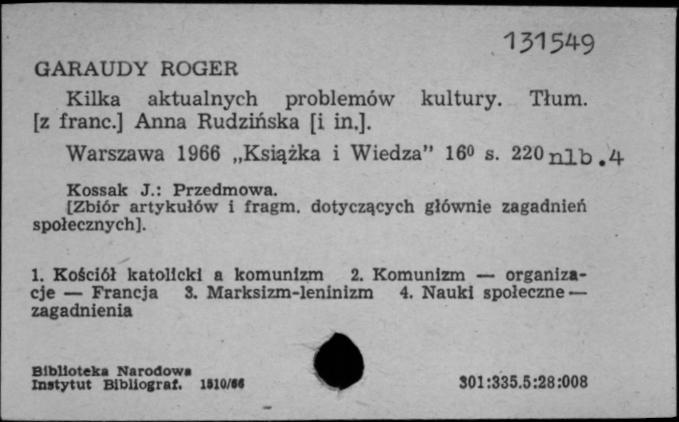 131549
GARAUDY ROGER
Kilka aktualnych problemów kultury. Tłum.
[z franc.] Anna Rudzińska [i in.].
Warszawa 1966 „Książka i Wiedza” 16⁰ s. 220 nlb.4
Kossak J.: Przedmowa.
[Zbiór artykułów i fragm. dotyczących głównie zagadnień
społecznych].
1. Kościół katolicki a komunizm 2. Komunizm — organiza-
cje — Francja 3. Marksizm-leninizm 4. Nauki społeczne —
zagadnienia
Biblioteka Narodowa
Instytut Bibliograf. 1510/66 301:335.5:28:008